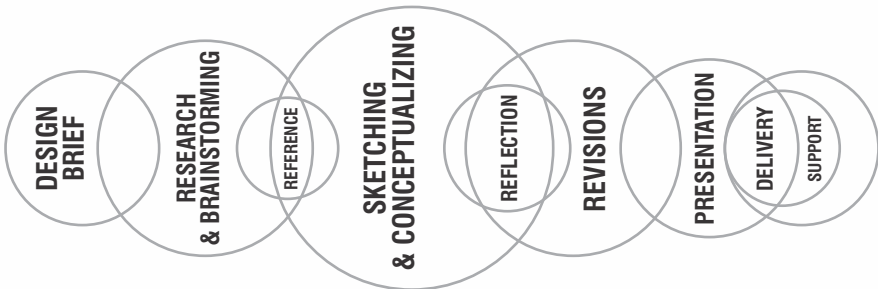 DESIGN
BRIEF
RESEARCH
& BRAINSTORMING
REFERENCE
SKETCHING
& CONCEPTUALIZING
REFLECTION
REVISIONS
PRESENTATION
DELIVERY
SUPPORT